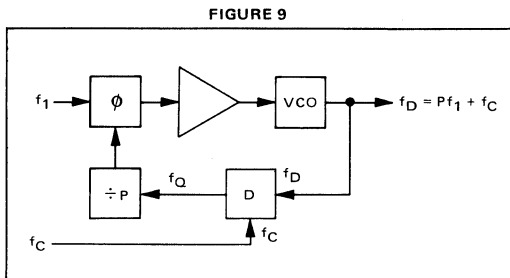 FIGURE 9
f1
ϕ
VCO
fD = Pf1 + fC
÷P
fQ
D
fD
fC
fC